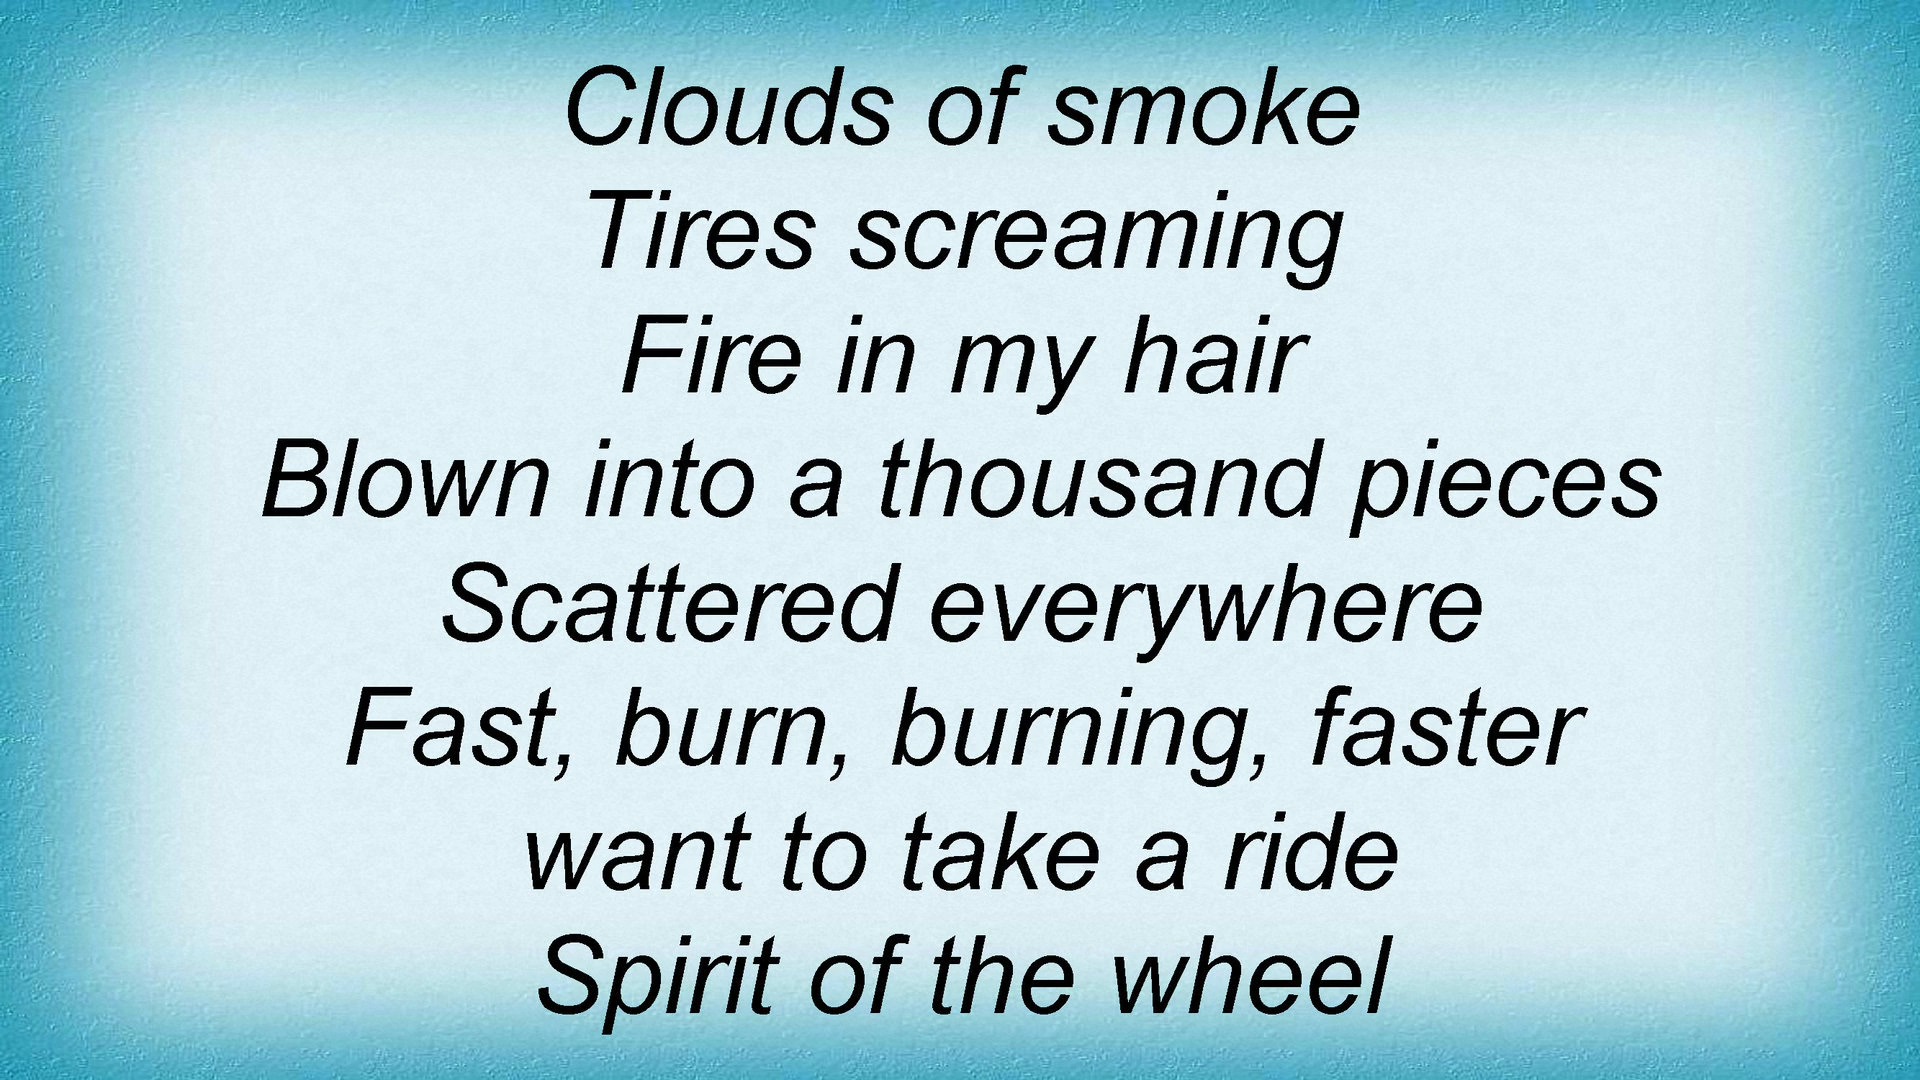 Clouds of smoke
Tires screaming
Fire in my hair
Blown into a thousand pieces
Scattered everywhere
Fast, burn, burning, faster
want to take a ride
Spirit of the wheel